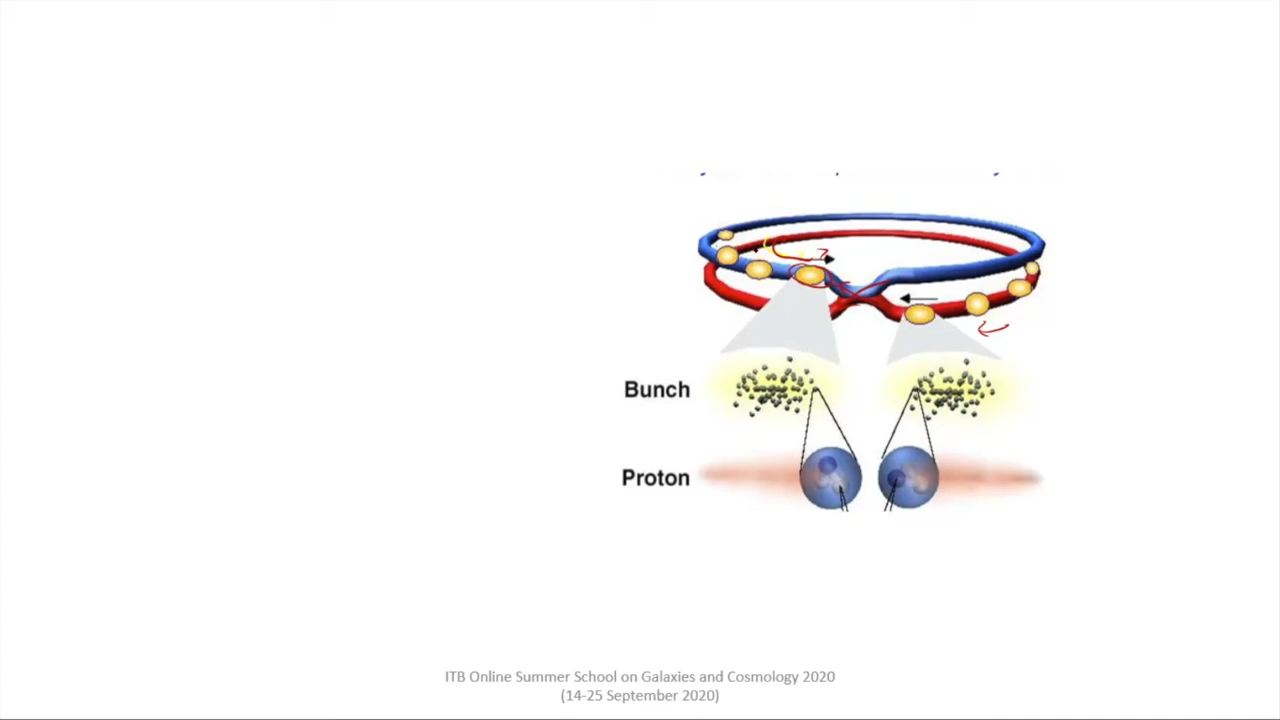 Bunch
Proton
ITB Online Summer School on Galaxies and Cosmology 2020
(14-25 September 2020)